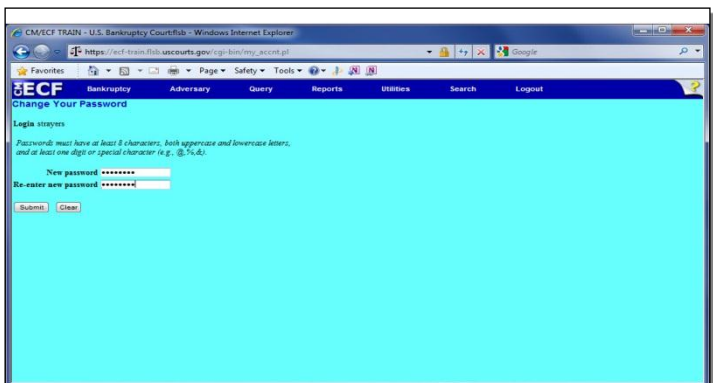 CM/ECF TRAIN - U.S. Bankruptcy Court:flsb - Windows Internet Explorer
https://ecf-train.flsb.uscourts.gov/cgi-bin/my_accnt.pl Google
Favorites Page Safety Tools
ECF Bankruptcy Adversary Query Reports Utilities Search Logout ?
Change Your Password
Login strayers
Passwords must have at least 8 characters, both uppercase and lowercase letters,
and at least one digit or special character (e.g., @,%,&).
New password ••••••••
Re-enter new password ••••••••
Submit Clear